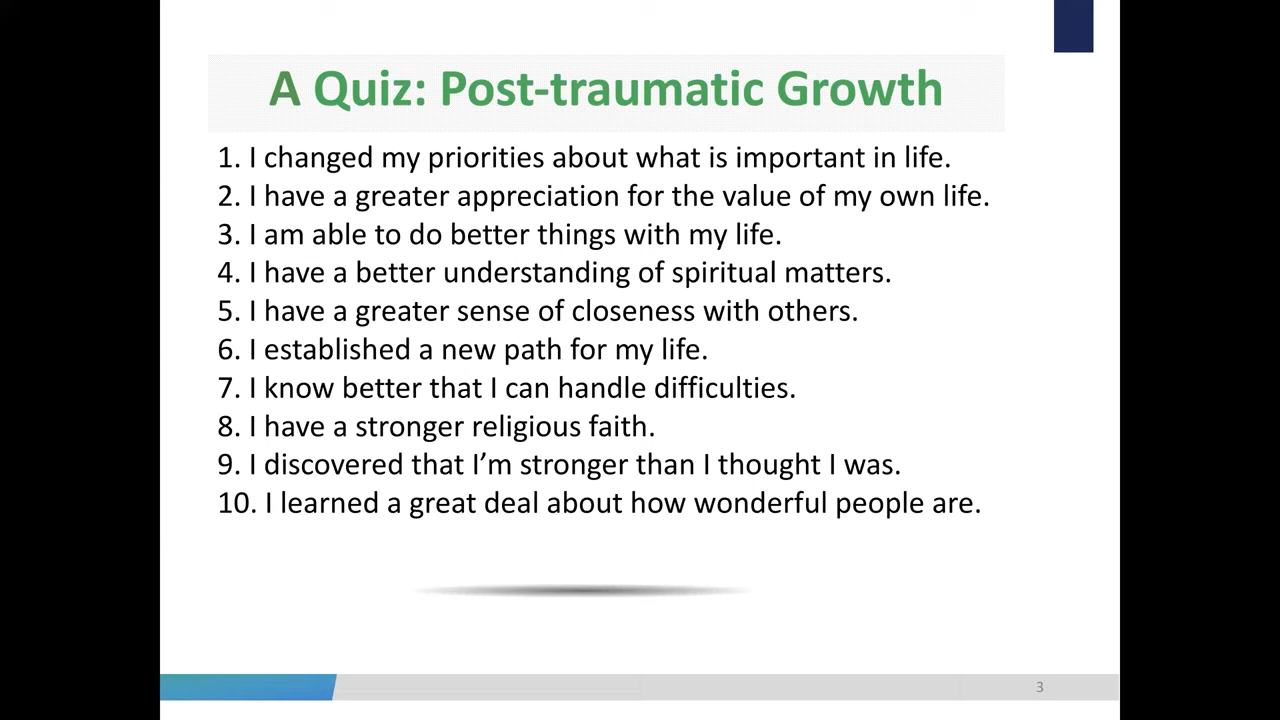 A Quiz: Post-traumatic Growth
1. I changed my priorities about what is important in life.
2. I have a greater appreciation for the value of my own life.
3. I am able to do better things with my life.
4. I have a better understanding of spiritual matters.
5. I have a greater sense of closeness with others.
6. I established a new path for my life.
7. I know better that I can handle difficulties.
8. I have a stronger religious faith.
9. I discovered that I’m stronger than I thought I was.
10. I learned a great deal about how wonderful people are.
3